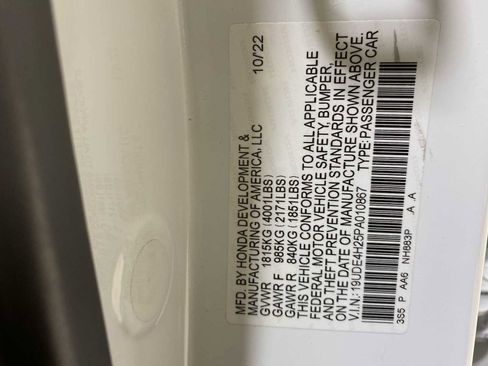 MFD. BY HONDA DEVELOPMENT &
MANUFACTURING OF AMERICA, LLC 10/22
GVWR 1815KG (4001LBS)
GAWR F 985KG (2171LBS)
GAWR R 840KG (1851LBS)
THIS VEHICLE CONFORMS TO ALL APPLICABLE
FEDERAL MOTOR VEHICLE SAFETY, BUMPER,
AND THEFT PREVENTION STANDARDS IN EFFECT
ON THE DATE OF MANUFACTURE SHOWN ABOVE.
V.I.N.: 19UDE4H25PA010867 TYPE: PASSENGER CAR
3S5 P AA6 NH883P A A